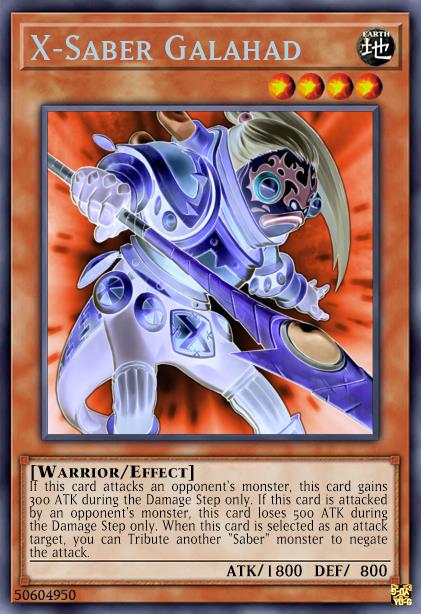 X-Saber Galahad
EARTH
地
[Warrior/Effect]
If this card attacks an opponent's monster, this card gains
300 ATK during the Damage Step only. If this card is attacked
by an opponent's monster, this card loses 500 ATK during
the Damage Step only. When this card is selected as an attack
target, you can Tribute another "Saber" monster to negate
the attack.
ATK/1800 DEF/ 800
50604950